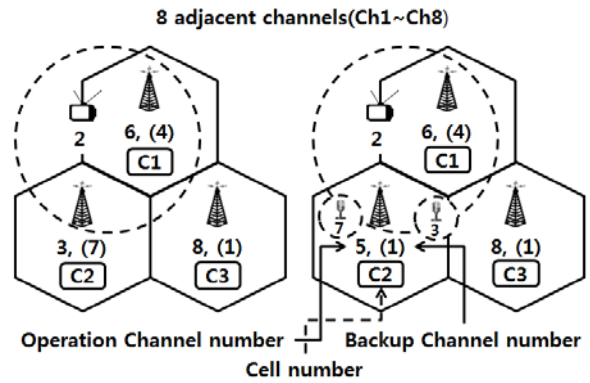 8 adjacent channels(Ch1~Ch8)
2
6, (4)
C1
3, (7)
C2
8, (1)
C3
2
6, (4)
C1
7
3
5, (1)
C2
8, (1)
C3
Operation Channel number
Backup Channel number
Cell number